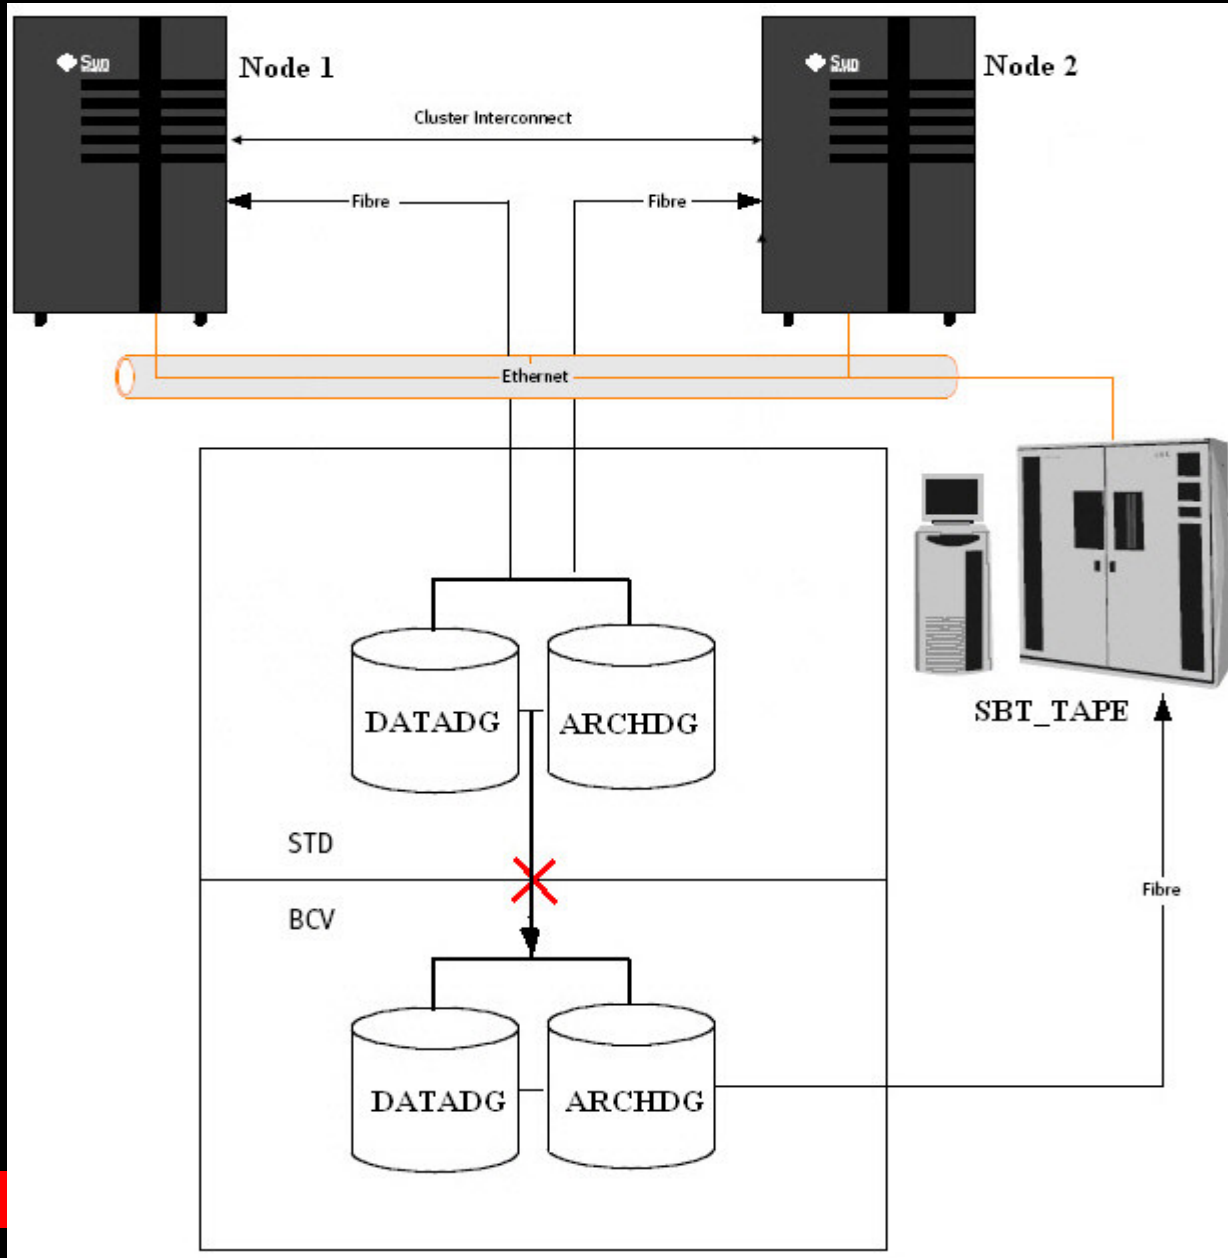 Sun
Node 1
Sun
Node 2
Cluster Interconnect
Fibre
Fibre
Ethernet
DATADG
ARCHDG
SBT_TAPE
STD
BCV
Fibre
DATADG
ARCHDG